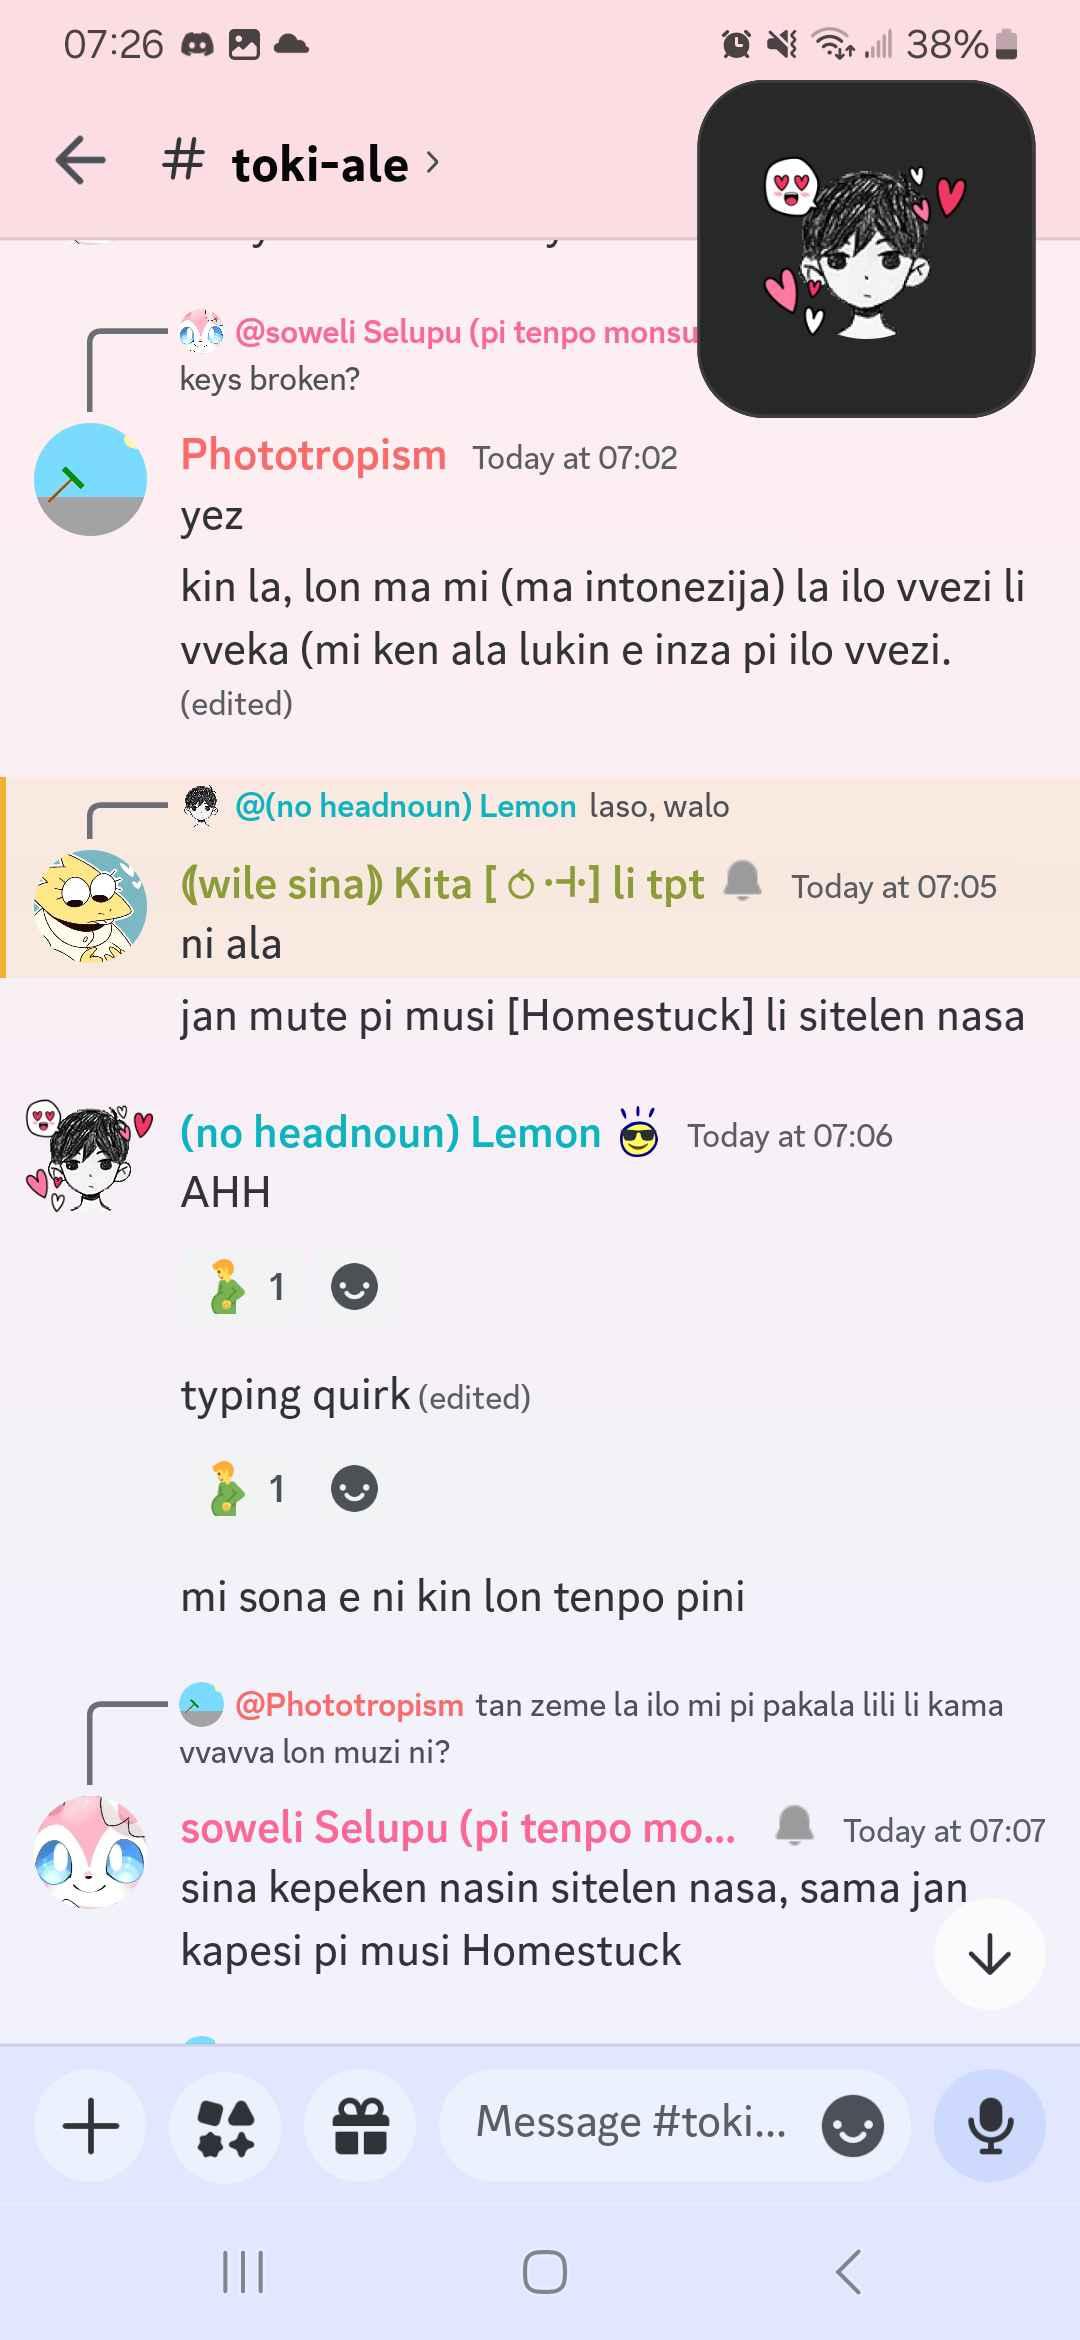 07:26 38%
# toki-ale
@soweli Selupu (pi tenpo monsu
keys broken?
Phototropism Today at 07:02
yez
kin la, lon ma mi (ma intonezija) la ilo vvezi li
vveka (mi ken ala lukin e inza pi ilo vvezi.
(edited)
@(no headnoun) Lemon laso, walo
⸨wile sina⸩ Kita [ ] li tpt Today at 07:05
ni ala
jan mute pi musi [Homestuck] li sitelen nasa
(no headnoun) Lemon Today at 07:06
AHH
1
typing quirk (edited)
1
mi sona e ni kin lon tenpo pini
@Phototropism tan zeme la ilo mi pi pakala lili li kama
vvavva lon muzi ni?
soweli Selupu (pi tenpo mo... Today at 07:07
sina kepeken nasin sitelen nasa, sama jan
kapesi pi musi Homestuck
Message #toki...